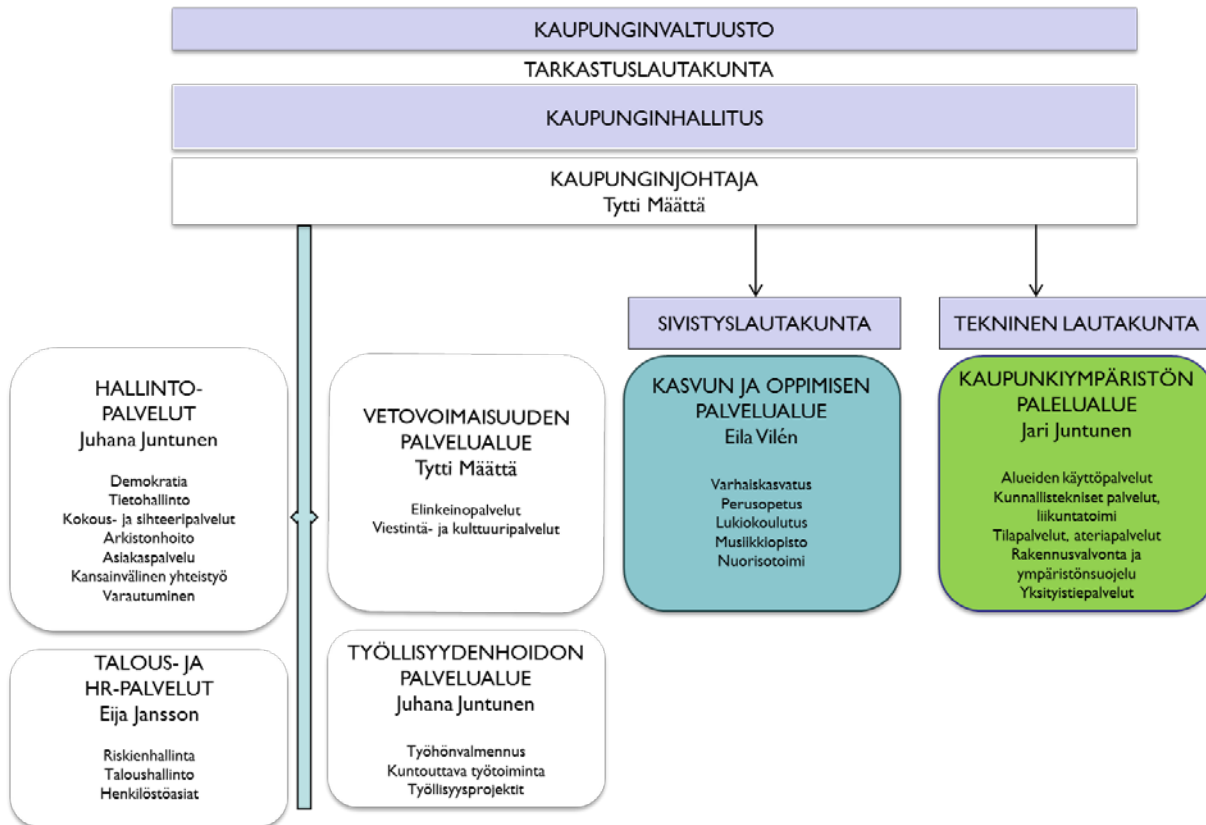 KAUPUNGINVALTUUSTO
TARKASTUSLAUTAKUNTA
KAUPUNGINHALLITUS
KAUPUNGINJOHTAJA
Tytti Määttä
SIVISTYSLAUTAKUNTA
TEKNINEN LAUTAKUNTA
HALLINTO-
PALVELUT
Juhana Juntunen
Demokratia
Tietohallinto
Kokous- ja sihteeripalvelut
Arkistonhoito
Asiakaspalvelu
Kansainvälinen yhteistyö
Varautuminen
VETOVOIMAISUUDEN
PALVELUALUE
Tytti Määttä
Elinkeinopalvelut
Viestintä- ja kulttuuripalvelut
KASVUN JA OPPIMISEN
PALVELUALUE
Eila Vilén
Varhaiskasvatus
Perusopetus
Lukiokoulutus
Musiikkiopisto
Nuorisotoimi
KAUPUNKIYMPÄRISTÖN
PALELUALUE
Jari Juntunen
Alueiden käyttöpalvelut
Kunnallistekniset palvelut,
liikuntatoimi
Tilapalvelut, ateriapalvelut
Rakennusvalvonta ja
ympäristönsuojelu
Yksityistiepalvelut
TALOUS- JA
HR-PALVELUT
Eija Jansson
Riskienhallinta
Taloushallinto
Henkilöstöasiat
TYÖLLISYYDENHOIDON
PALVELUALUE
Juhana Juntunen
Työhönvalmennus
Kuntouttava työtoiminta
Työllisyysprojektit